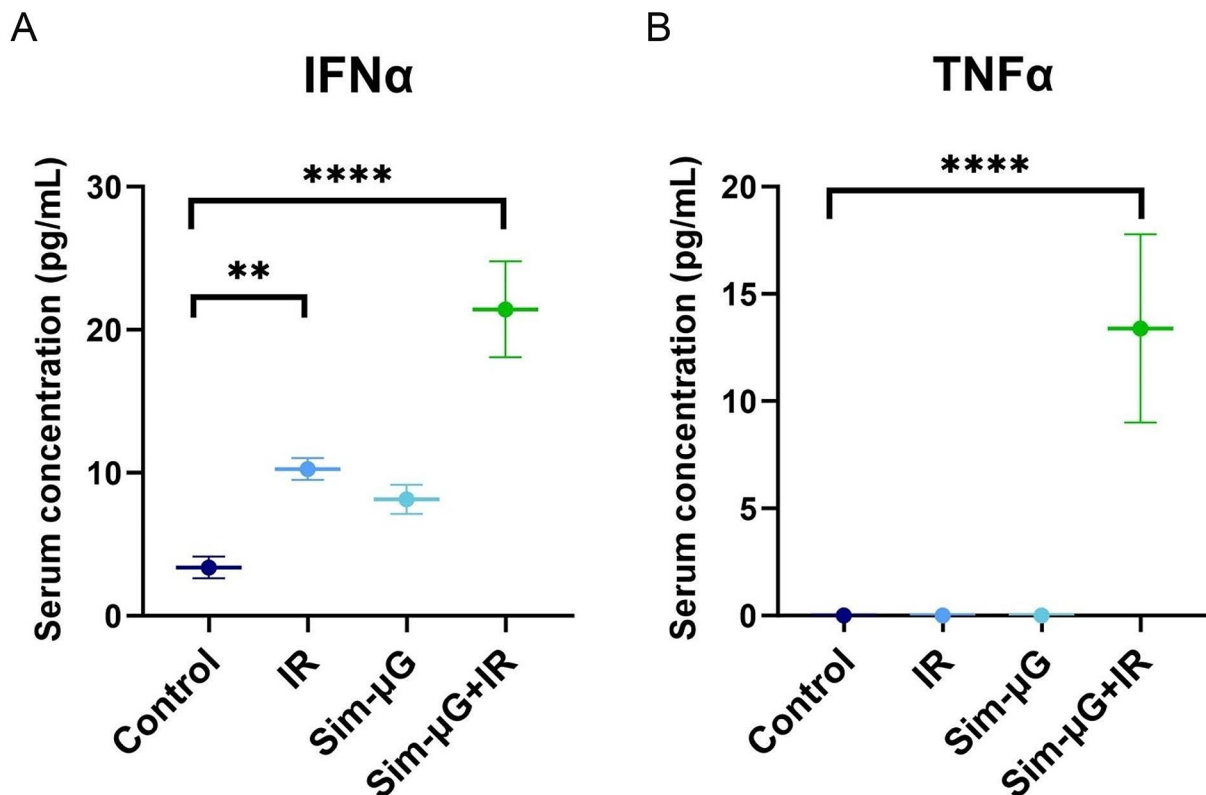 A
IFNα
Serum concentration (pg/mL)
30
20
10
0
****
**
Control
IR
Sim-μG
Sim-μG+IR
B
TNFα
Serum concentration (pg/mL)
20
15
10
5
0
****
Control
IR
Sim-μG
Sim-μG+IR